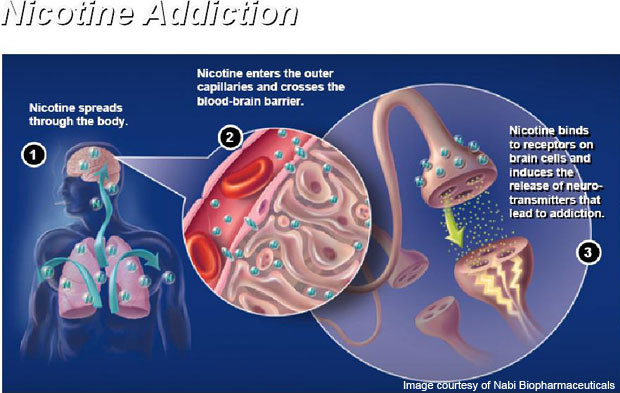 Nicotine Addiction
Nicotine spreads
through the body.
1
Nicotine enters the outer
capillaries and crosses the
blood-brain barrier.
2
Nicotine binds
to receptors on
brain cells and
induces the
release of neuro-
transmitters that
lead to addiction.
3
Image courtesy of Nabi Biopharmaceuticals